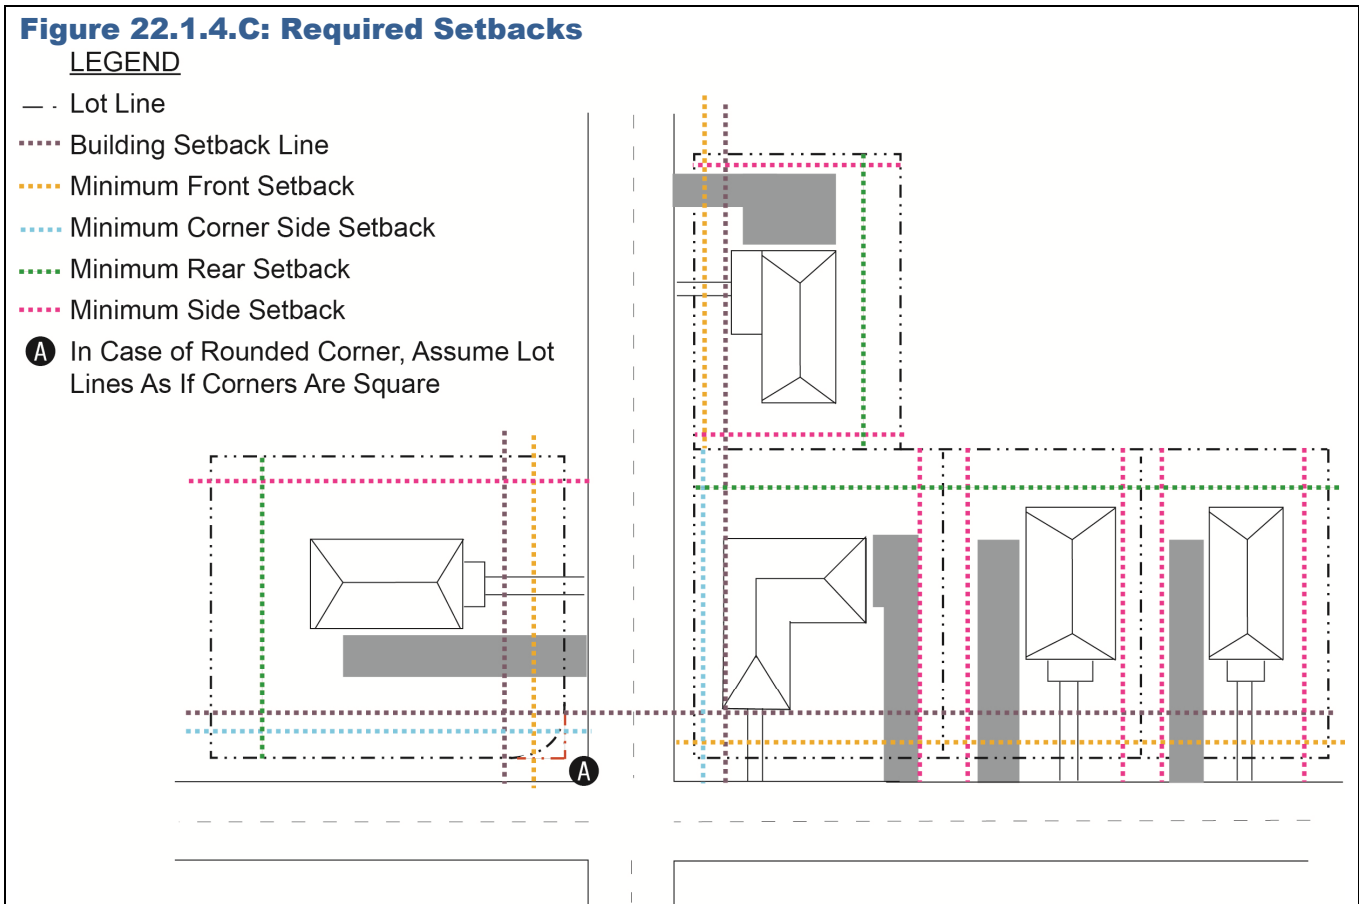 Figure 22.1.4.C: Required Setbacks
LEGEND
Lot Line
Building Setback Line
Minimum Front Setback
Minimum Corner Side Setback
Minimum Rear Setback
Minimum Side Setback
A In Case of Rounded Corner, Assume Lot
Lines As If Corners Are Square
A